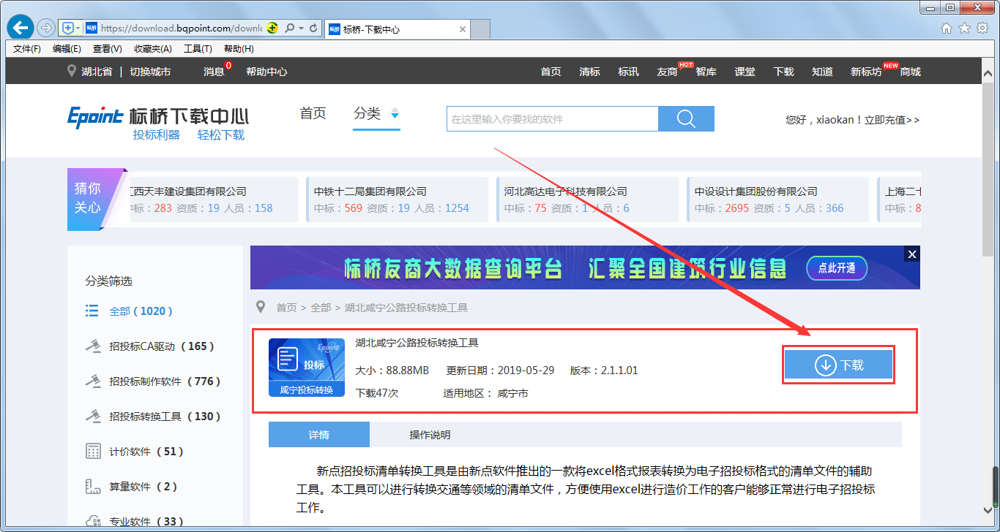 https://download.bqpoint.com/downl
标桥-下载中心
文件(F) 编辑(E) 查看(V) 收藏夹(A) 工具(T) 帮助(H)
湖北省 | 切换城市 消息 0 帮助中心 首页 清标 标讯 友商 HOT 智库 课堂 下载 知道 新标坊 NEW 商城
Epoint 标桥下载中心
投标利器 轻松下载
首页 分类
在这里输入你要找的软件
您好，xiaokan！立即充值>>
猜你
关心
江西天丰建设集团有限公司
中标：283 资质：19 人员：158
中铁十二局集团有限公司
中标：569 资质：19 人员：1254
河北高达电子科技有限公司
中标：75 资质：1 人员：6
中设设计集团股份有限公司
中标：2695 资质：5 人员：366
上海二十
中标：8
标桥友商大数据查询平台 汇聚全国建筑行业信息 点此开通 X
分类筛选
全部（1020）
招投标CA驱动（165）
招投标制作软件（776）
招投标转换工具（130）
计价软件（51）
算量软件（2）
专业软件（33）
首页 > 全部 > 湖北咸宁公路投标转换工具
Epoint
投标
咸宁投标转换
湖北咸宁公路投标转换工具
大小：88.88MB 更新日期：2019-05-29 版本：2.1.1.01
下载47次 适用地区： 咸宁市
下载
详情 操作说明
新点招投标清单转换工具是由新点软件推出的一款将excel格式报表转换为电子招投标格式的清单文件的辅助
工具。本工具可以进行转换交通等领域的清单文件，方便使用excel进行造价工作的客户能够正常进行电子招投标
工作。